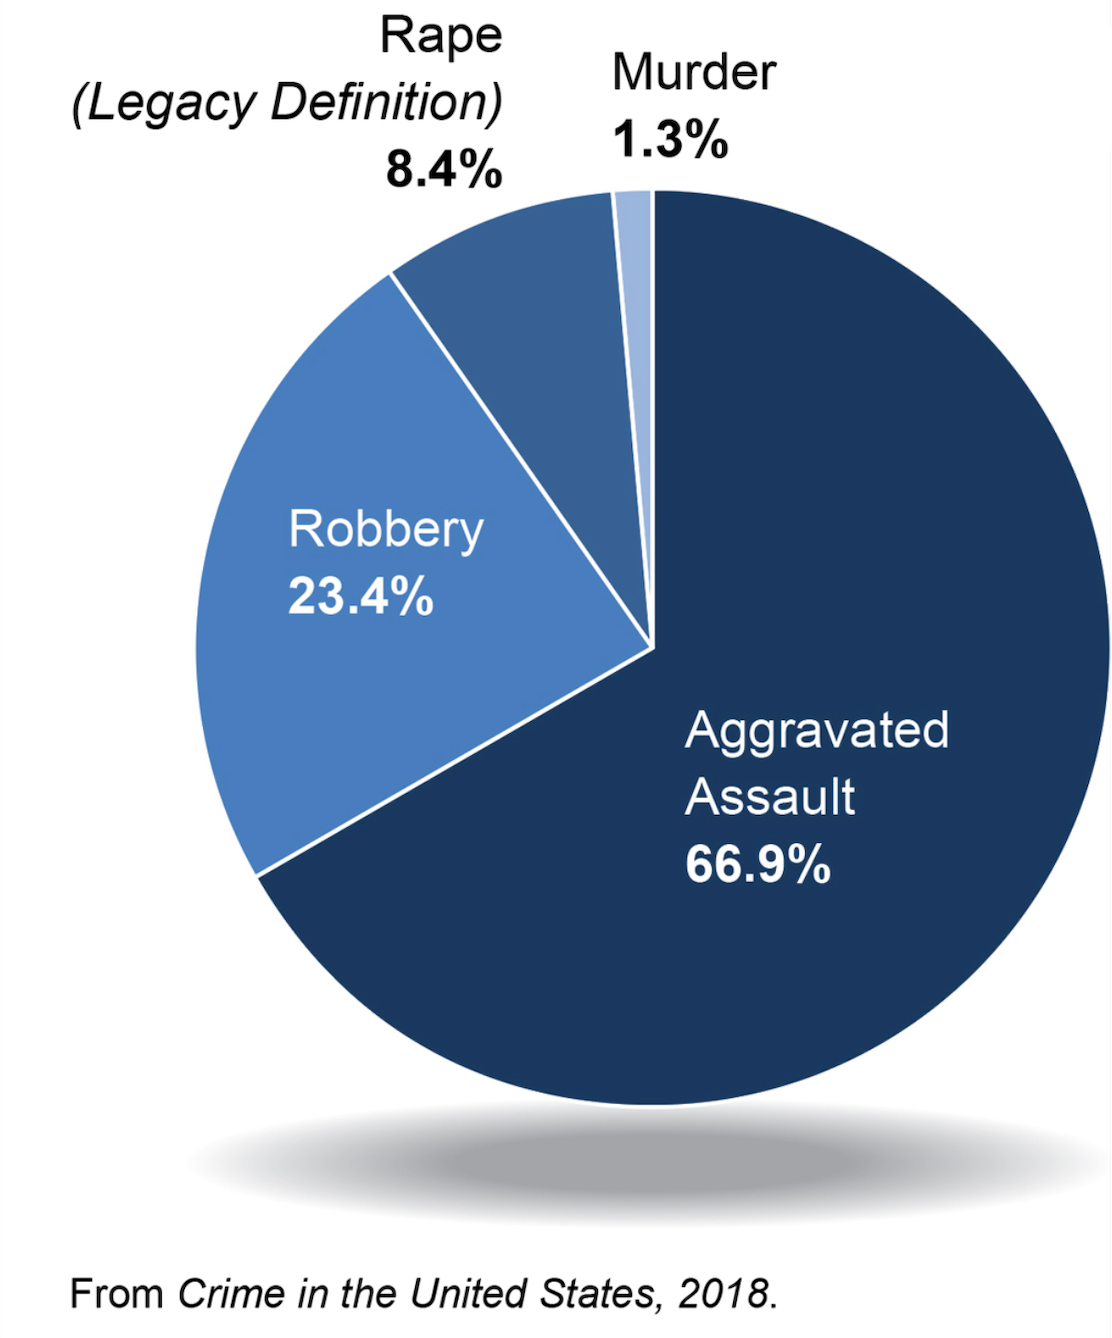 Rape
(Legacy Definition)
8.4%
Murder
1.3%
Robbery
23.4%
Aggravated
Assault
66.9%
From Crime in the United States, 2018.